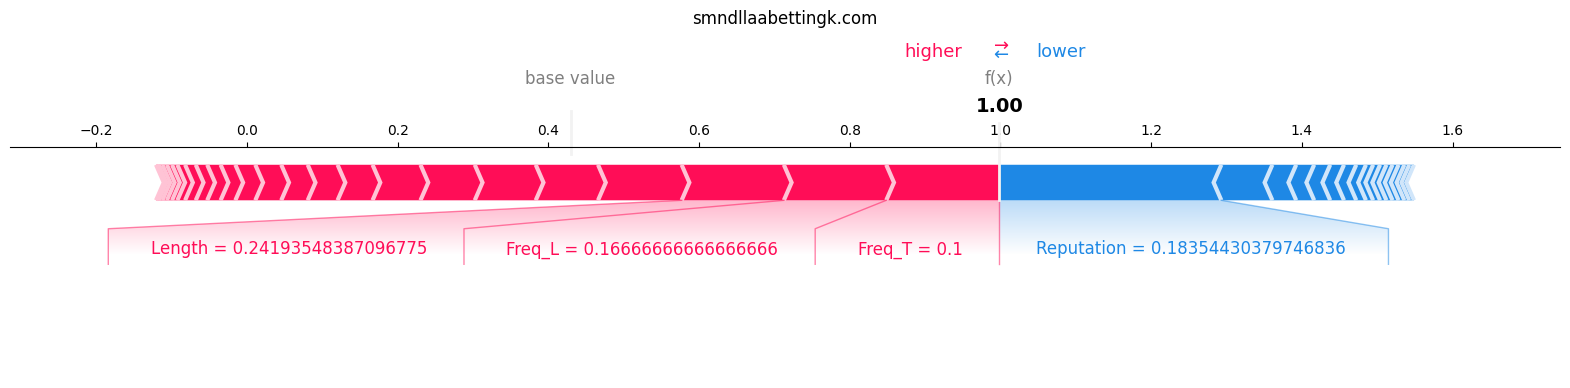 smndllaabettingk.com
higher ⇄ lower
base value
f(x)
1.00
−0.2 0.0 0.2 0.4 0.6 0.8 1.0 1.2 1.4 1.6
Length = 0.24193548387096775 Freq_L = 0.16666666666666666 Freq_T = 0.1 Reputation = 0.18354430379746836